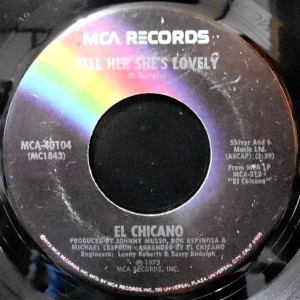 MCA RECORDS
TELL HER SHE'S LOVELY
MCA-40104
(MC1843)
Shiver And I
Music Ltd.
(ASCAP) (2:59)
From MCA LP
MCA-312
"El Chicano"
EL CHICANO
PRODUCED BY JOHNNY MUSSO, BOB ESPINOSA &
MICHAEL LESPRON - ARRANGED BY EL CHICANO
Engineers: Lenny Roberts & Barry Rudolph
℗ 1973
MCA RECORDS, INC.